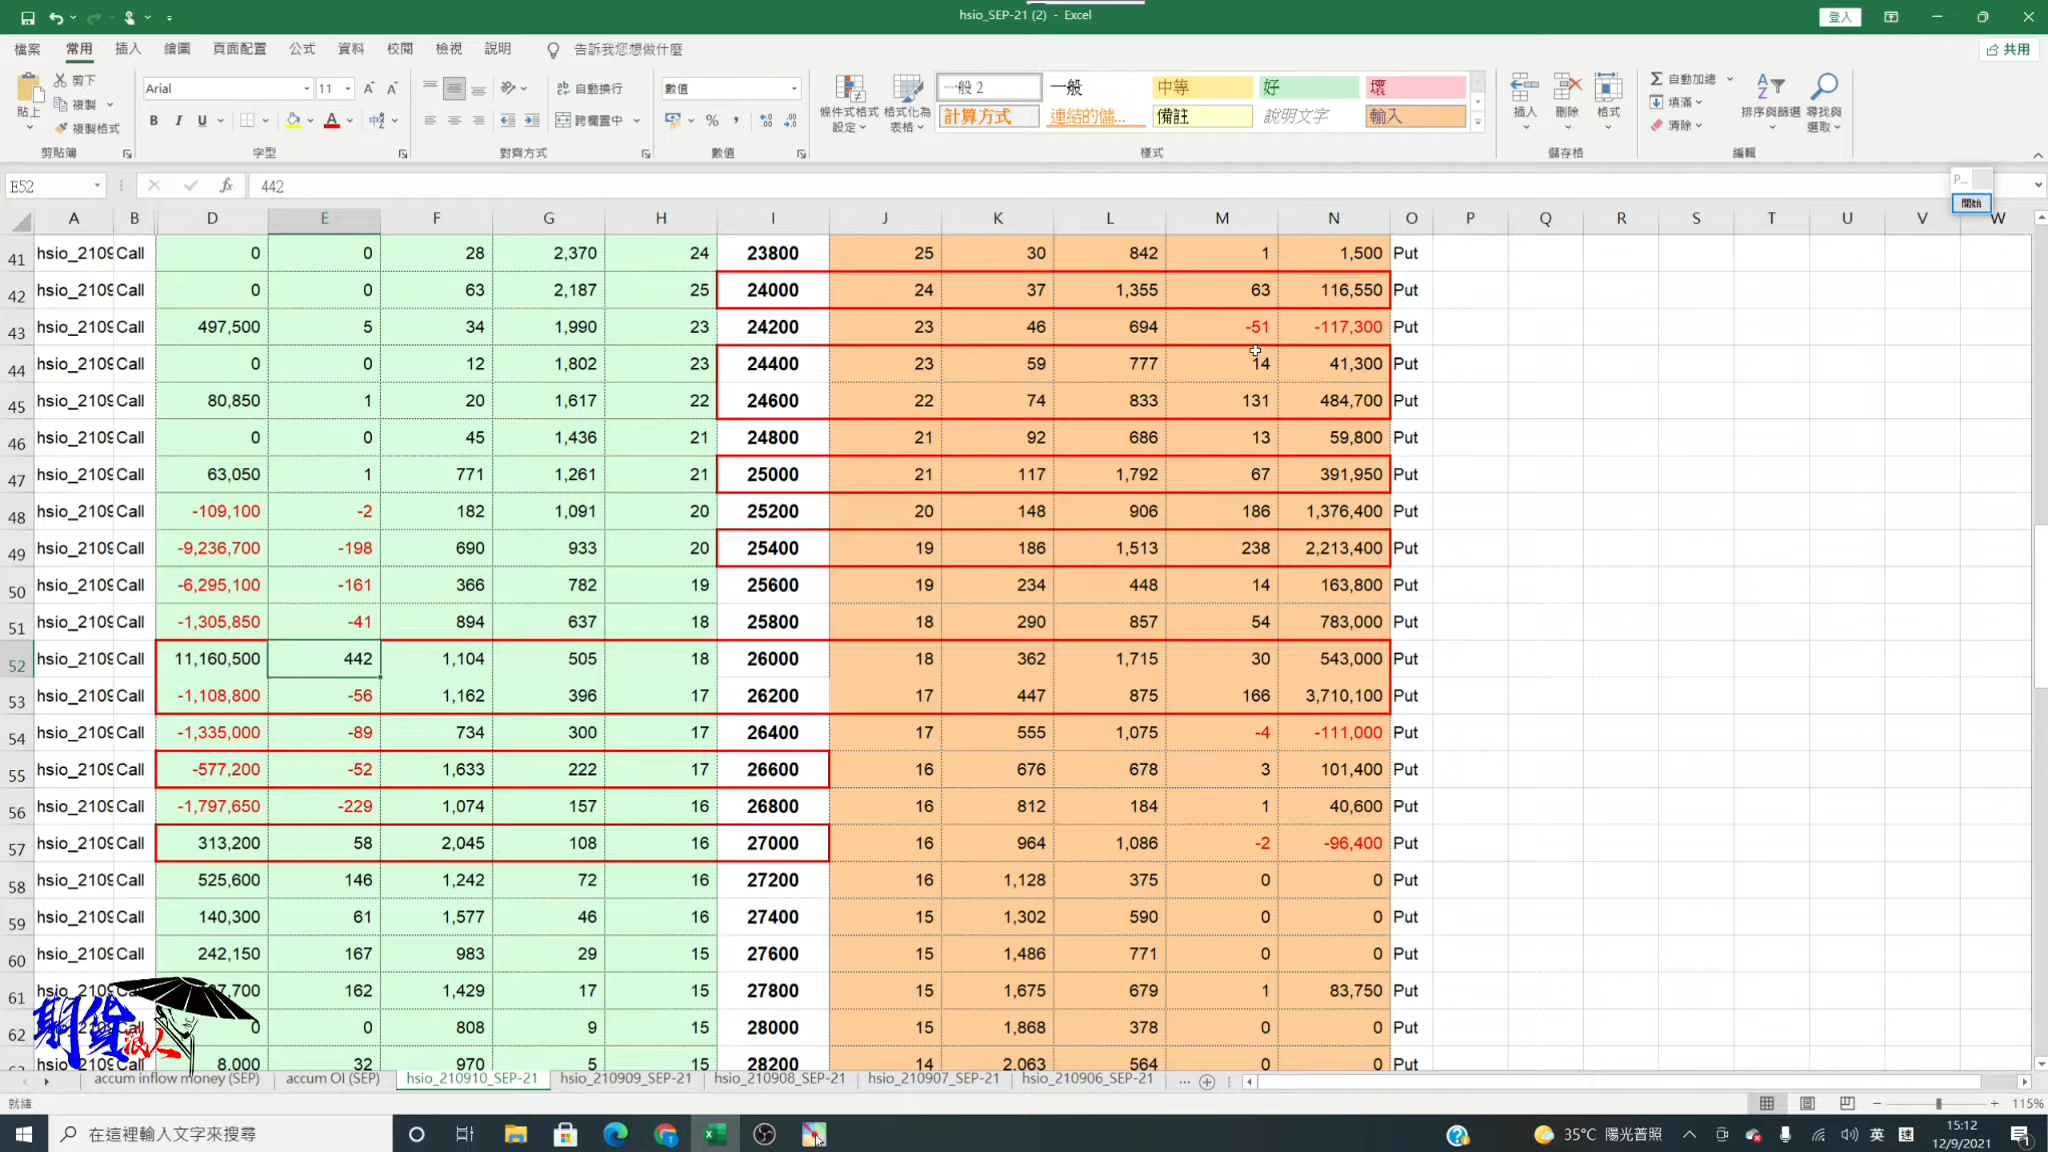 hsio_SEP-21 (2) - Excel
登入
檔案 常用 插入 繪圖 頁面配置 公式 資料 校閱 檢視 說明 告訴我您想做什麼 共用
貼上 剪下 複製 複製格式 剪貼簿
Arial 11 B I U 字型
自動換行 跨欄置中 對齊方式
數值 % 數值
條件式格式設定 格式化為表格
一般 2 一般 中等 好 壞
計算方式 連結的儲... 備註 說明文字 輸入
樣式
插入 刪除 格式 儲存格
自動加總 填滿 清除 排序與篩選 尋找與選取 編輯
E52 fx 442
P...
開始
A B D E F G H I J K L M N O P Q R S T U V W
41 hsio_2109 Call 0 0 28 2,370 24 23800 25 30 842 1 1,500 Put
42 hsio_2109 Call 0 0 63 2,187 25 24000 24 37 1,355 63 116,550 Put
43 hsio_2109 Call 497,500 5 34 1,990 23 24200 23 46 694 -51 -117,300 Put
44 hsio_2109 Call 0 0 12 1,802 23 24400 23 59 777 14 41,300 Put
45 hsio_2109 Call 80,850 1 20 1,617 22 24600 22 74 833 131 484,700 Put
46 hsio_2109 Call 0 0 45 1,436 21 24800 21 92 686 13 59,800 Put
47 hsio_2109 Call 63,050 1 771 1,261 21 25000 21 117 1,792 67 391,950 Put
48 hsio_2109 Call -109,100 -2 182 1,091 20 25200 20 148 906 186 1,376,400 Put
49 hsio_2109 Call -9,236,700 -198 690 933 20 25400 19 186 1,513 238 2,213,400 Put
50 hsio_2109 Call -6,295,100 -161 366 782 19 25600 19 234 448 14 163,800 Put
51 hsio_2109 Call -1,305,850 -41 894 637 18 25800 18 290 857 54 783,000 Put
52 hsio_2109 Call 11,160,500 442 1,104 505 18 26000 18 362 1,715 30 543,000 Put
53 hsio_2109 Call -1,108,800 -56 1,162 396 17 26200 17 447 875 166 3,710,100 Put
54 hsio_2109 Call -1,335,000 -89 734 300 17 26400 17 555 1,075 -4 -111,000 Put
55 hsio_2109 Call -577,200 -52 1,633 222 17 26600 16 676 678 3 101,400 Put
56 hsio_2109 Call -1,797,650 -229 1,074 157 16 26800 16 812 184 1 40,600 Put
57 hsio_2109 Call 313,200 58 2,045 108 16 27000 16 964 1,086 -2 -96,400 Put
58 hsio_2109 Call 525,600 146 1,242 72 16 27200 16 1,128 375 0 0 Put
59 hsio_2109 Call 140,300 61 1,577 46 16 27400 15 1,302 590 0 0 Put
60 hsio_2109 Call 242,150 167 983 29 15 27600 15 1,486 771 0 0 Put
61 hsio_2109 7,700 162 1,429 17 15 27800 15 1,675 679 1 83,750 Put
62 0 0 808 9 15 28000 15 1,868 378 0 0 Put
8,000 32 970 5 15 28200 14 2,063 564 0 0 Put
期貨浪人
accum inflow money (SEP) accum OI (SEP) hsio_210910_SEP-21 hsio_210909_SEP-21 hsio_210908_SEP-21 hsio_210907_SEP-21 hsio_210906_SEP-21 ...
就緒 115%
在這裡輸入文字來搜尋 35°C 陽光普照 英 速 15:12
12/9/2021